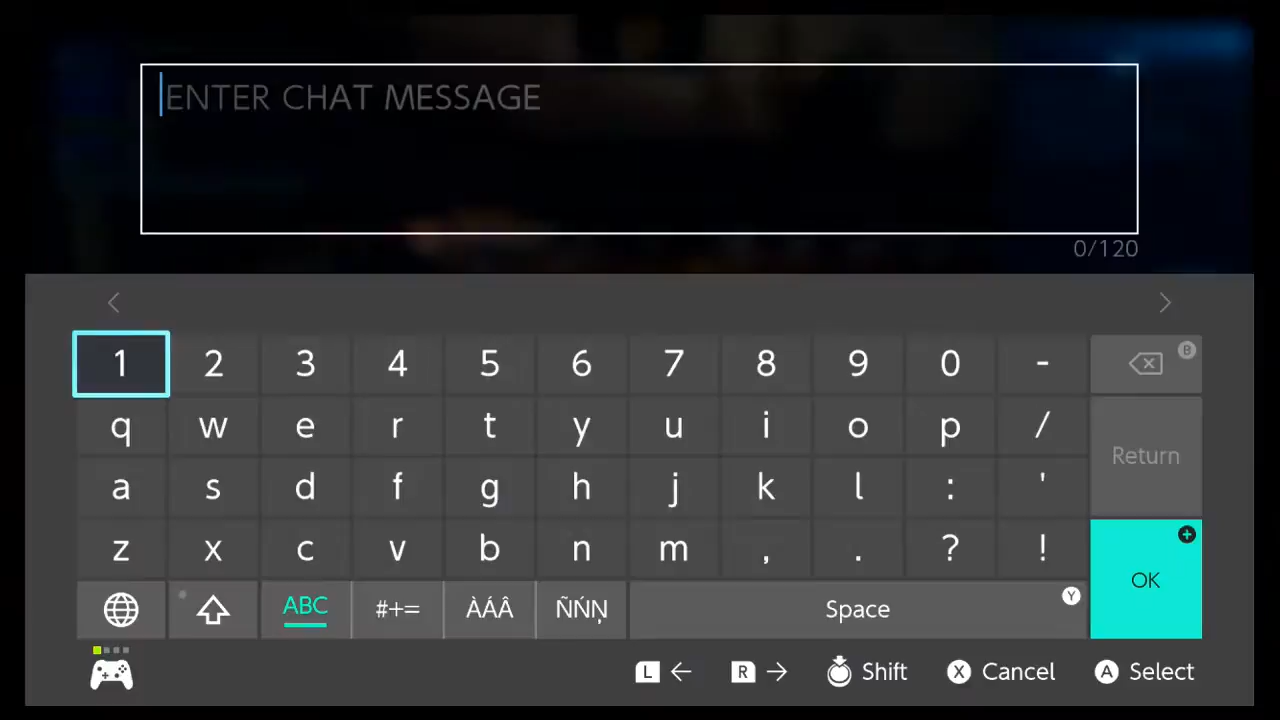 ENTER CHAT MESSAGE
0/120
1 2 3 4 5 6 7 8 9 0 - B
q w e r t y u i o p /
Return
a s d f g h j k l : '
z x c v b n m , . ? !
OK
ABC #+= ÀÁÂ ÑŃŅ Space Y
L ← R → Shift X Cancel A Select